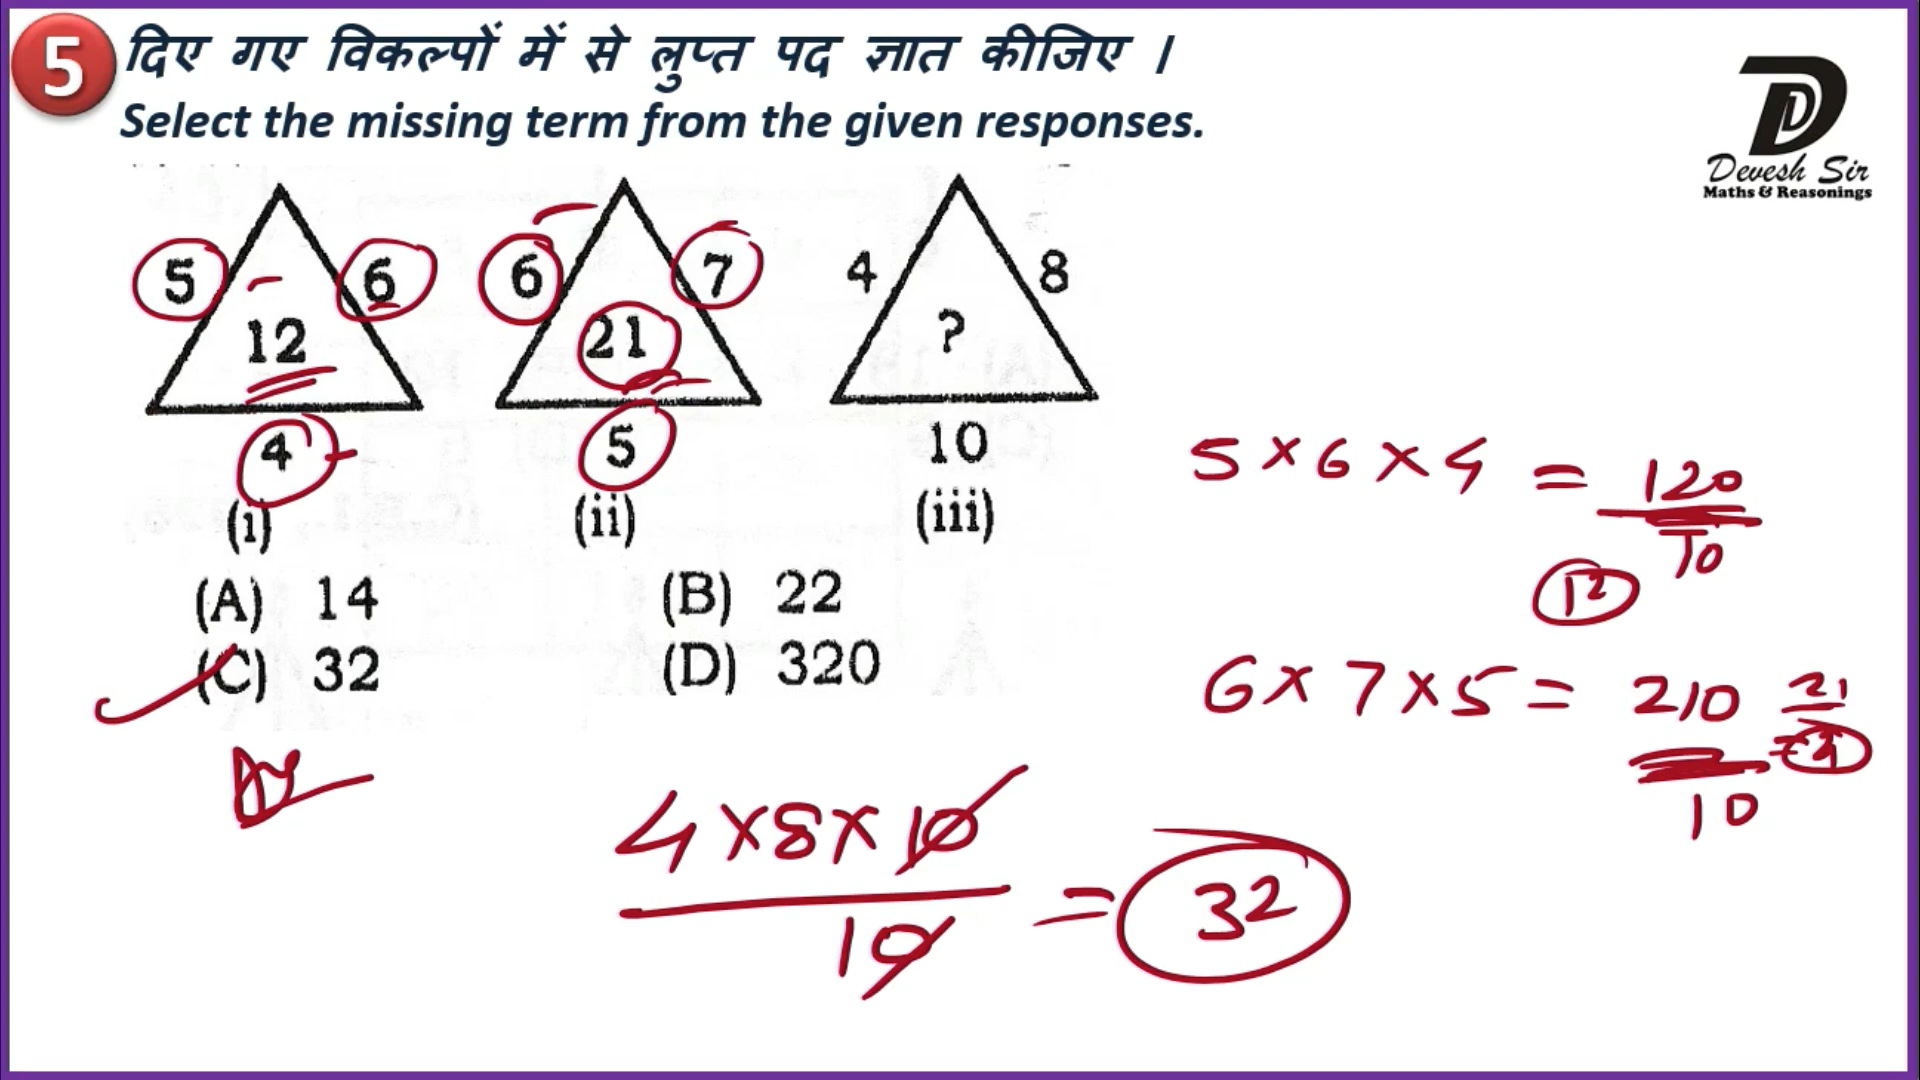 5
दिए गए विकल्पों में से लुप्त पद ज्ञात कीजिए ।
Select the missing term from the given responses.
D
Devesh Sir
Maths & Reasonings
5 6 6 7 4 8
12 21 ?
4 5 10
(i) (ii) (iii)
(A) 14 (B) 22
(C) 32 (D) 320
5 × 6 × 4 = 120
10
12
6 × 7 × 5 = 210 21
10
4 × 8 × 10
10
= 32